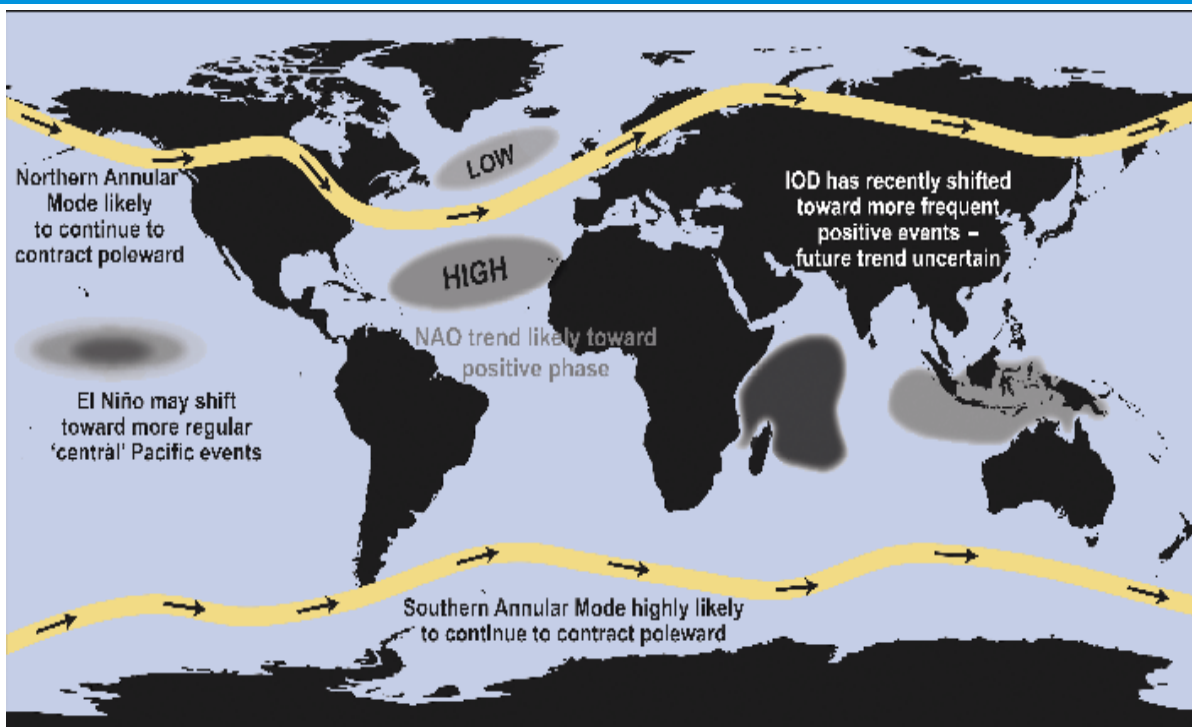 LOW
Northern Annular
Mode likely
to continue to
contract poleward
IOD has recently shifted
toward more frequent
positive events –
future trend uncertain
HIGH
NAO trend likely toward
positive phase
El Niño may shift
toward more regular
‘central’ Pacific events
Southern Annular Mode highly likely
to continue to contract poleward